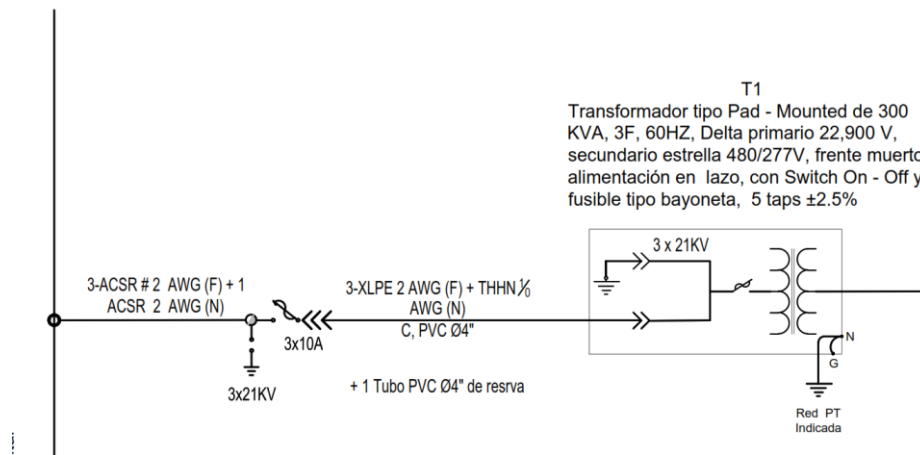 T1
Transformador tipo Pad - Mounted de 300
KVA, 3F, 60HZ, Delta primario 22,900 V,
secundario estrella 480/277V, frente muerto
alimentación en lazo, con Switch On - Off y
fusible tipo bayoneta, 5 taps ±2.5%
3 x 21KV
3-ACSR # 2 AWG (F) + 1
ACSR 2 AWG (N)
3-XLPE 2 AWG (F) + THHN 1/0
AWG (N)
C, PVC Ø4"
3x10A
3x21KV
+ 1 Tubo PVC Ø4" de resrva
N
G
Red PT
Indicada